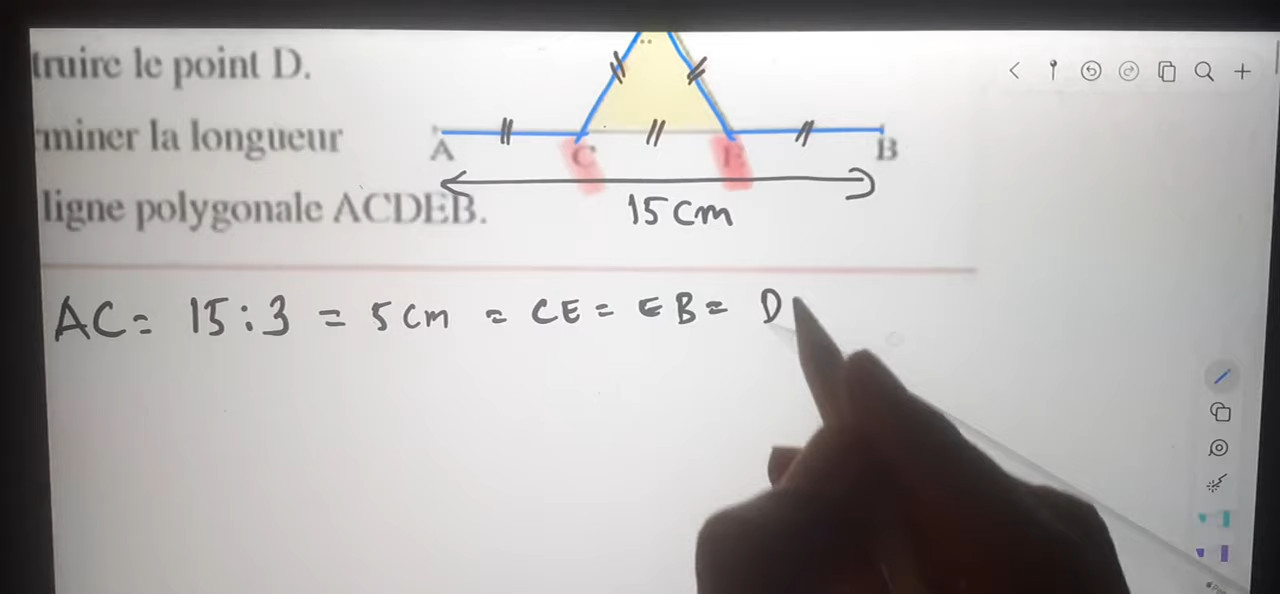 truire le point D.
rminer la longueur
ligne polygonale ACDEB.
A C E B
15 cm
AC = 15 : 3 = 5 cm = CE = EB = D